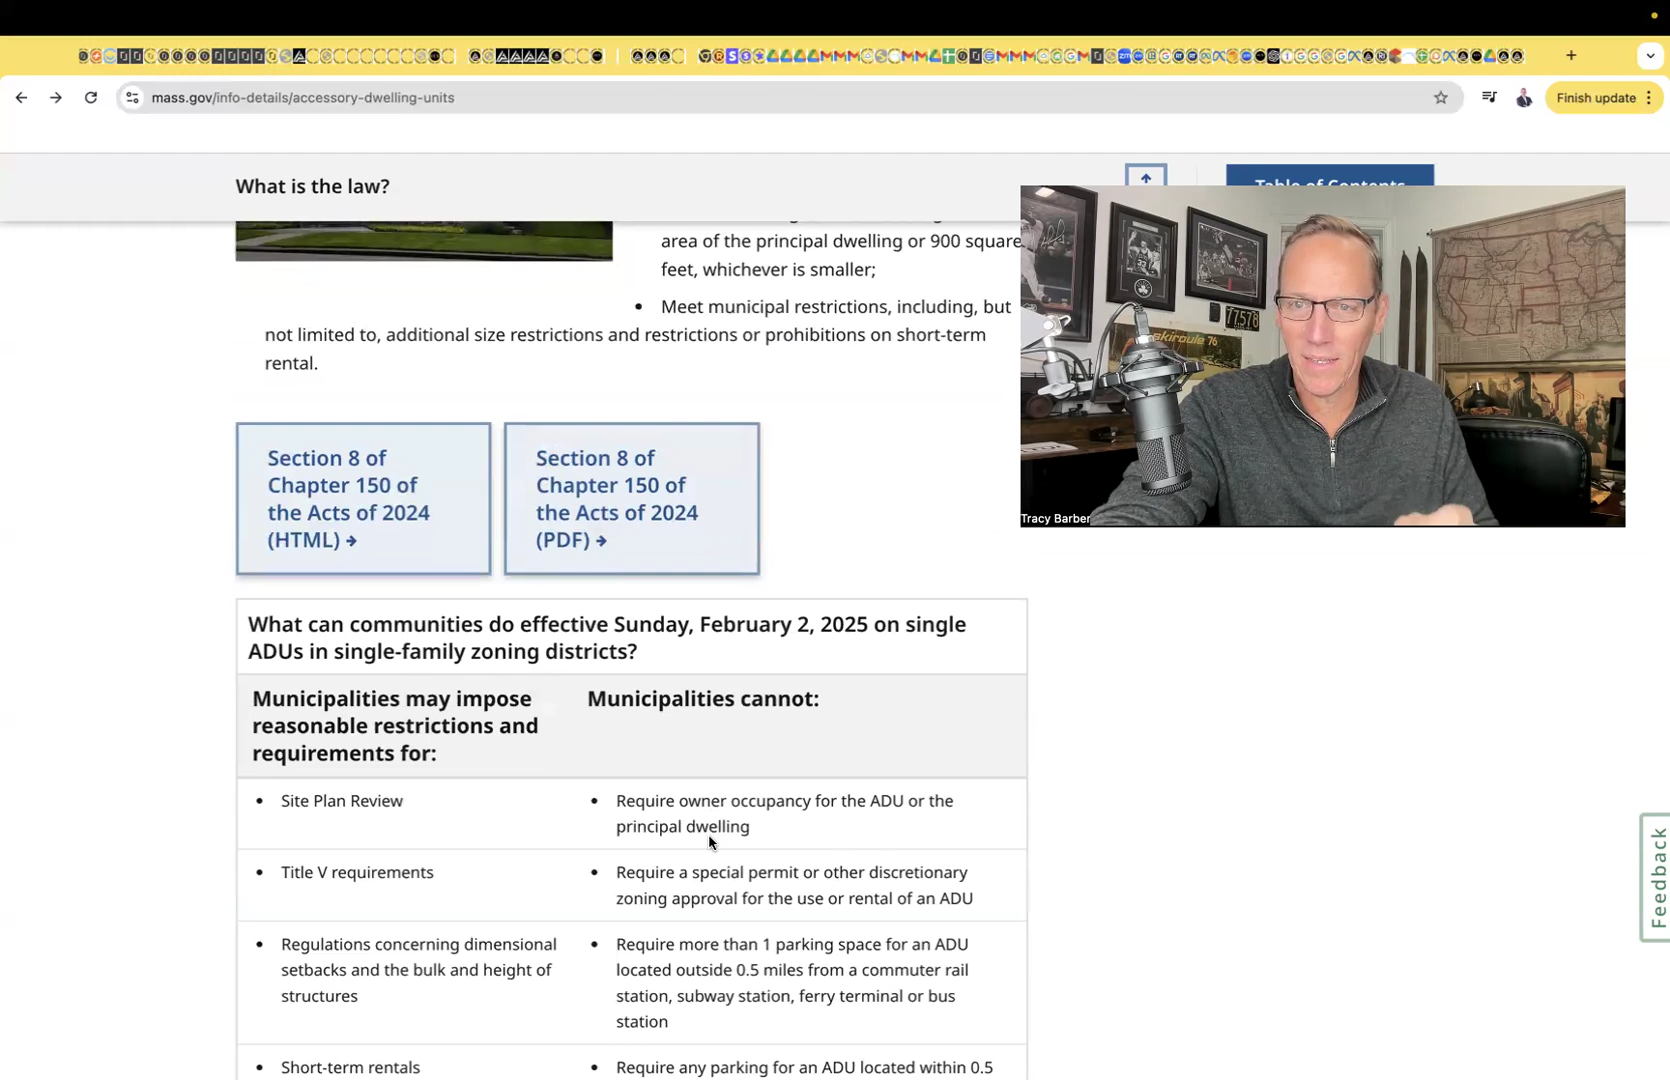 mass.gov/info-details/accessory-dwelling-units
Finish update
What is the law?
Table of Contents
area of the principal dwelling or 900 square
feet, whichever is smaller;
• Meet municipal restrictions, including, but
not limited to, additional size restrictions and restrictions or prohibitions on short-term
rental.
Section 8 of
Chapter 150 of
the Acts of 2024
(HTML) →
Section 8 of
Chapter 150 of
the Acts of 2024
(PDF) →
skiroule 76
77578
33
Tracy Barber
What can communities do effective Sunday, February 2, 2025 on single
ADUs in single-family zoning districts?
Municipalities may impose
reasonable restrictions and
requirements for:
Municipalities cannot:
• Site Plan Review
• Require owner occupancy for the ADU or the
principal dwelling
• Title V requirements
• Require a special permit or other discretionary
zoning approval for the use or rental of an ADU
• Regulations concerning dimensional
setbacks and the bulk and height of
structures
• Require more than 1 parking space for an ADU
located outside 0.5 miles from a commuter rail
station, subway station, ferry terminal or bus
station
• Short-term rentals
• Require any parking for an ADU located within 0.5
Feedback